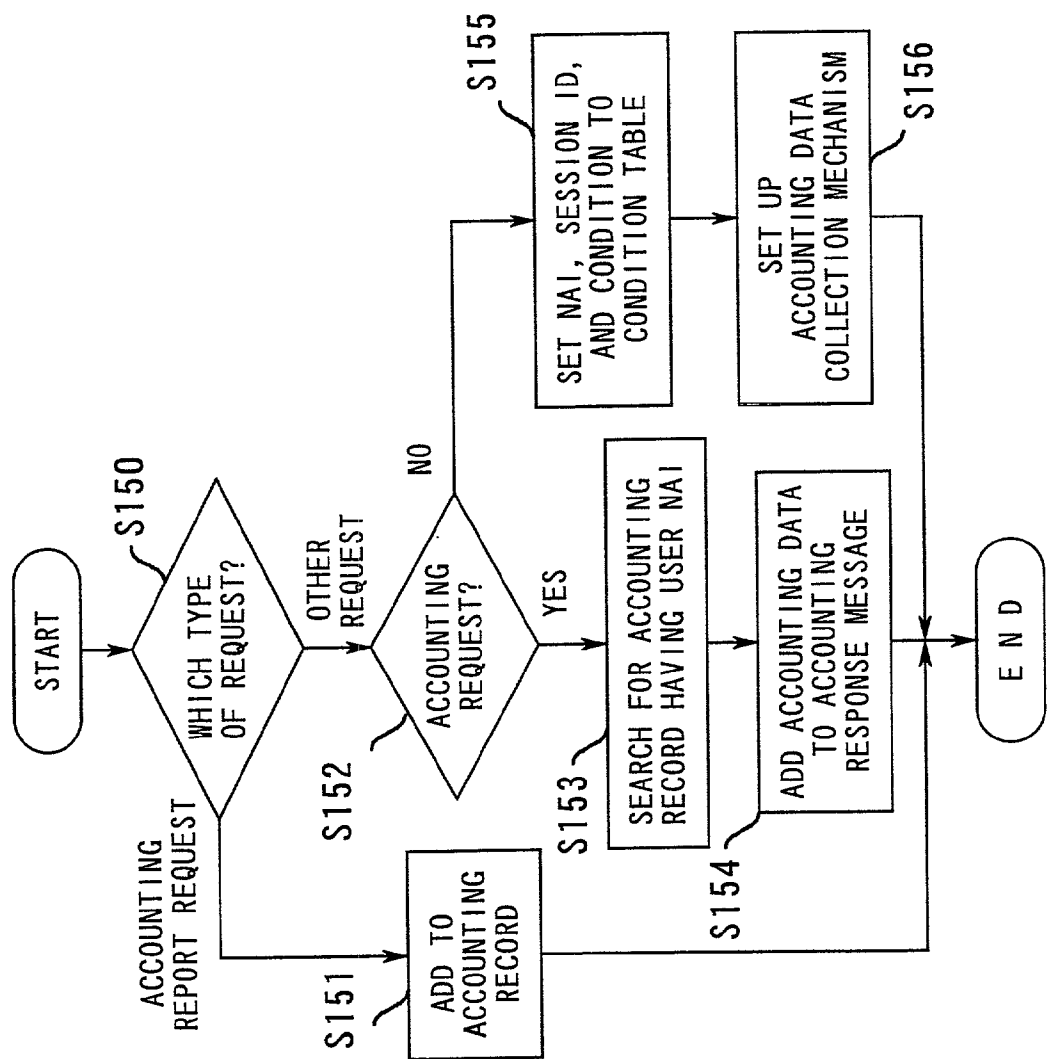 START
S150
WHICH TYPE
OF REQUEST?
ACCOUNTING
REPORT REQUEST
OTHER
REQUEST
S151
ADD TO
ACCOUNTING
RECORD
S152
ACCOUNTING
REQUEST?
NO
YES
S153
SEARCH FOR ACCOUNTING
RECORD HAVING USER NAI
S154
ADD ACCOUNTING DATA
TO ACCOUNTING
RESPONSE MESSAGE
S155
SET NAI, SESSION ID,
AND CONDITION TO
CONDITION TABLE
S156
SET UP
ACCOUNTING DATA
COLLECTION MECHANISM
END